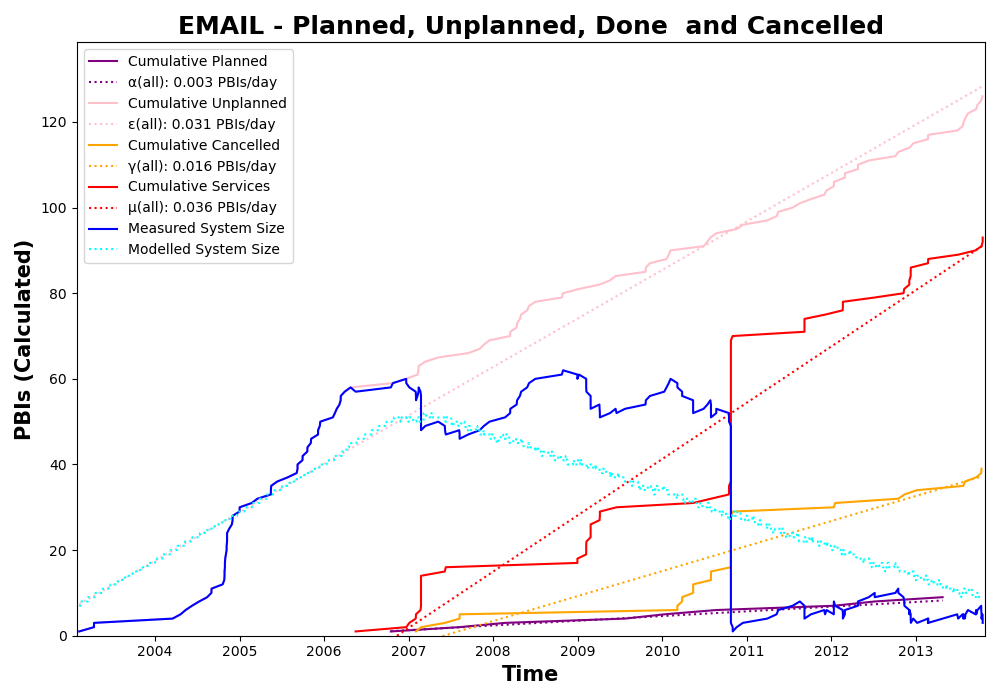 EMAIL - Planned, Unplanned, Done  and Cancelled
Cumulative Planned
α(all): 0.003 PBIs/day
Cumulative Unplanned
ε(all): 0.031 PBIs/day
Cumulative Cancelled
γ(all): 0.016 PBIs/day
Cumulative Services
μ(all): 0.036 PBIs/day
Measured System Size
Modelled System Size
PBIs (Calculated)
120
100
80
60
40
20
0
2004 2005 2006 2007 2008 2009 2010 2011 2012 2013
Time